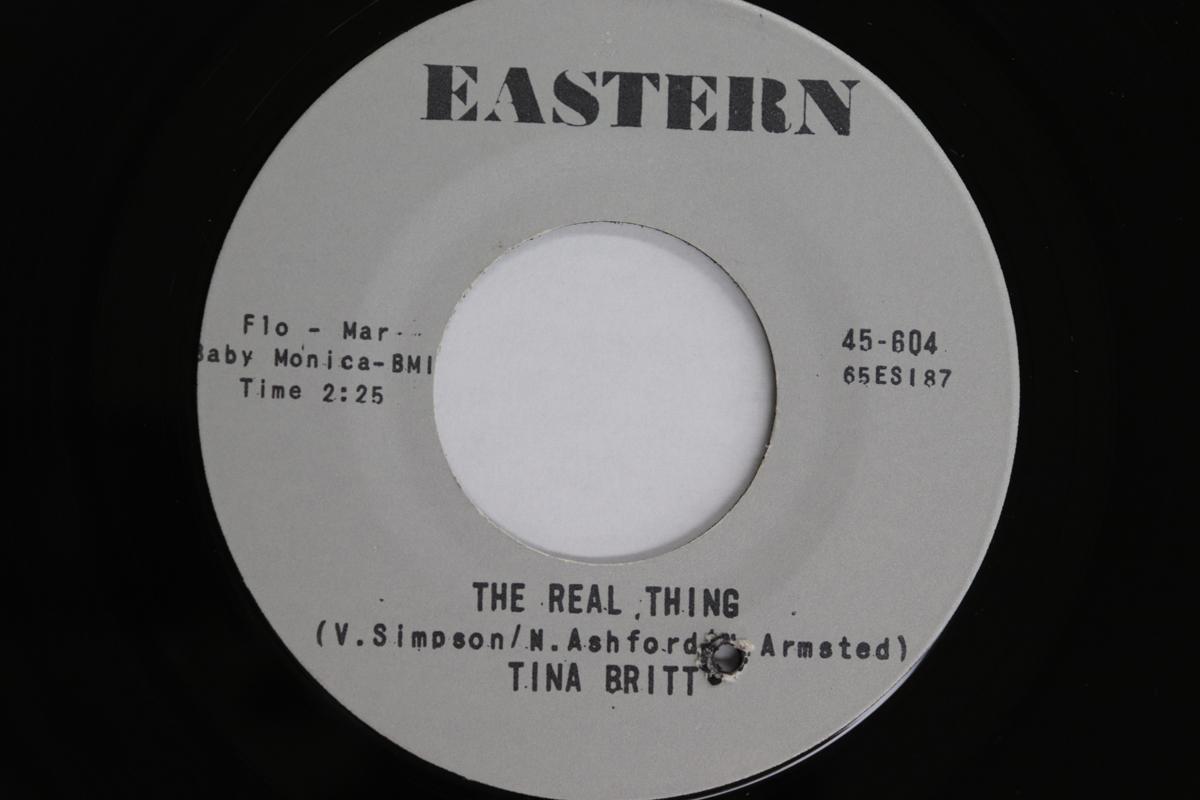 EASTERN
Flo - Mar
Baby Monica-BMI
Time 2:25
45-604
65ES187
THE REAL THING
(V.Simpson/N.Ashford Armsted)
TINA BRITT